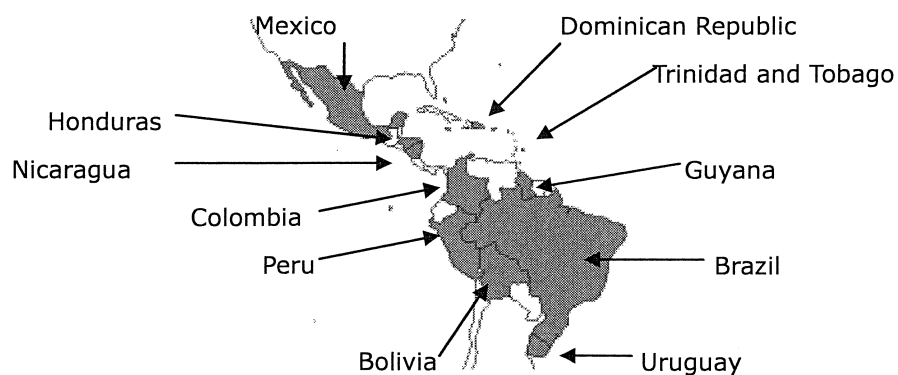 Mexico
Dominican Republic
Trinidad and Tobago
Honduras
Nicaragua
Guyana
Colombia
Peru
Brazil
Bolivia
Uruguay